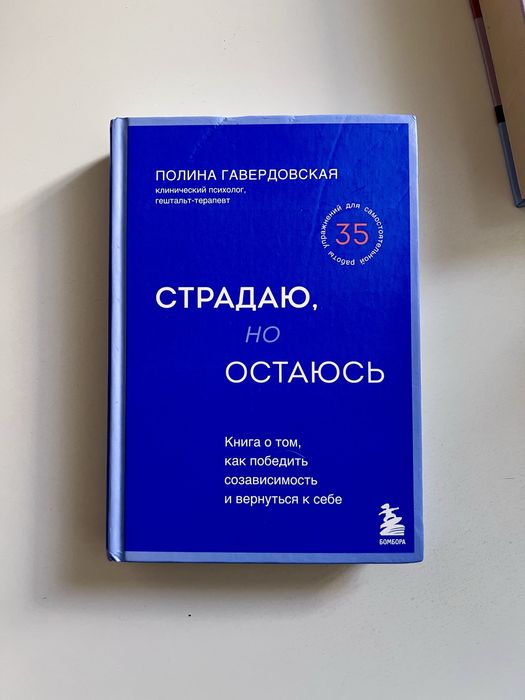 ПОЛИНА ГАВЕРДОВСКАЯ
клинический психолог,
гештальт-терапевт
35
упражнений для самостоятельной работы
СТРАДАЮ,
НО
ОСТАЮСЬ
Книга о том,
как победить
созависимость
и вернуться к себе
БОМБОРА